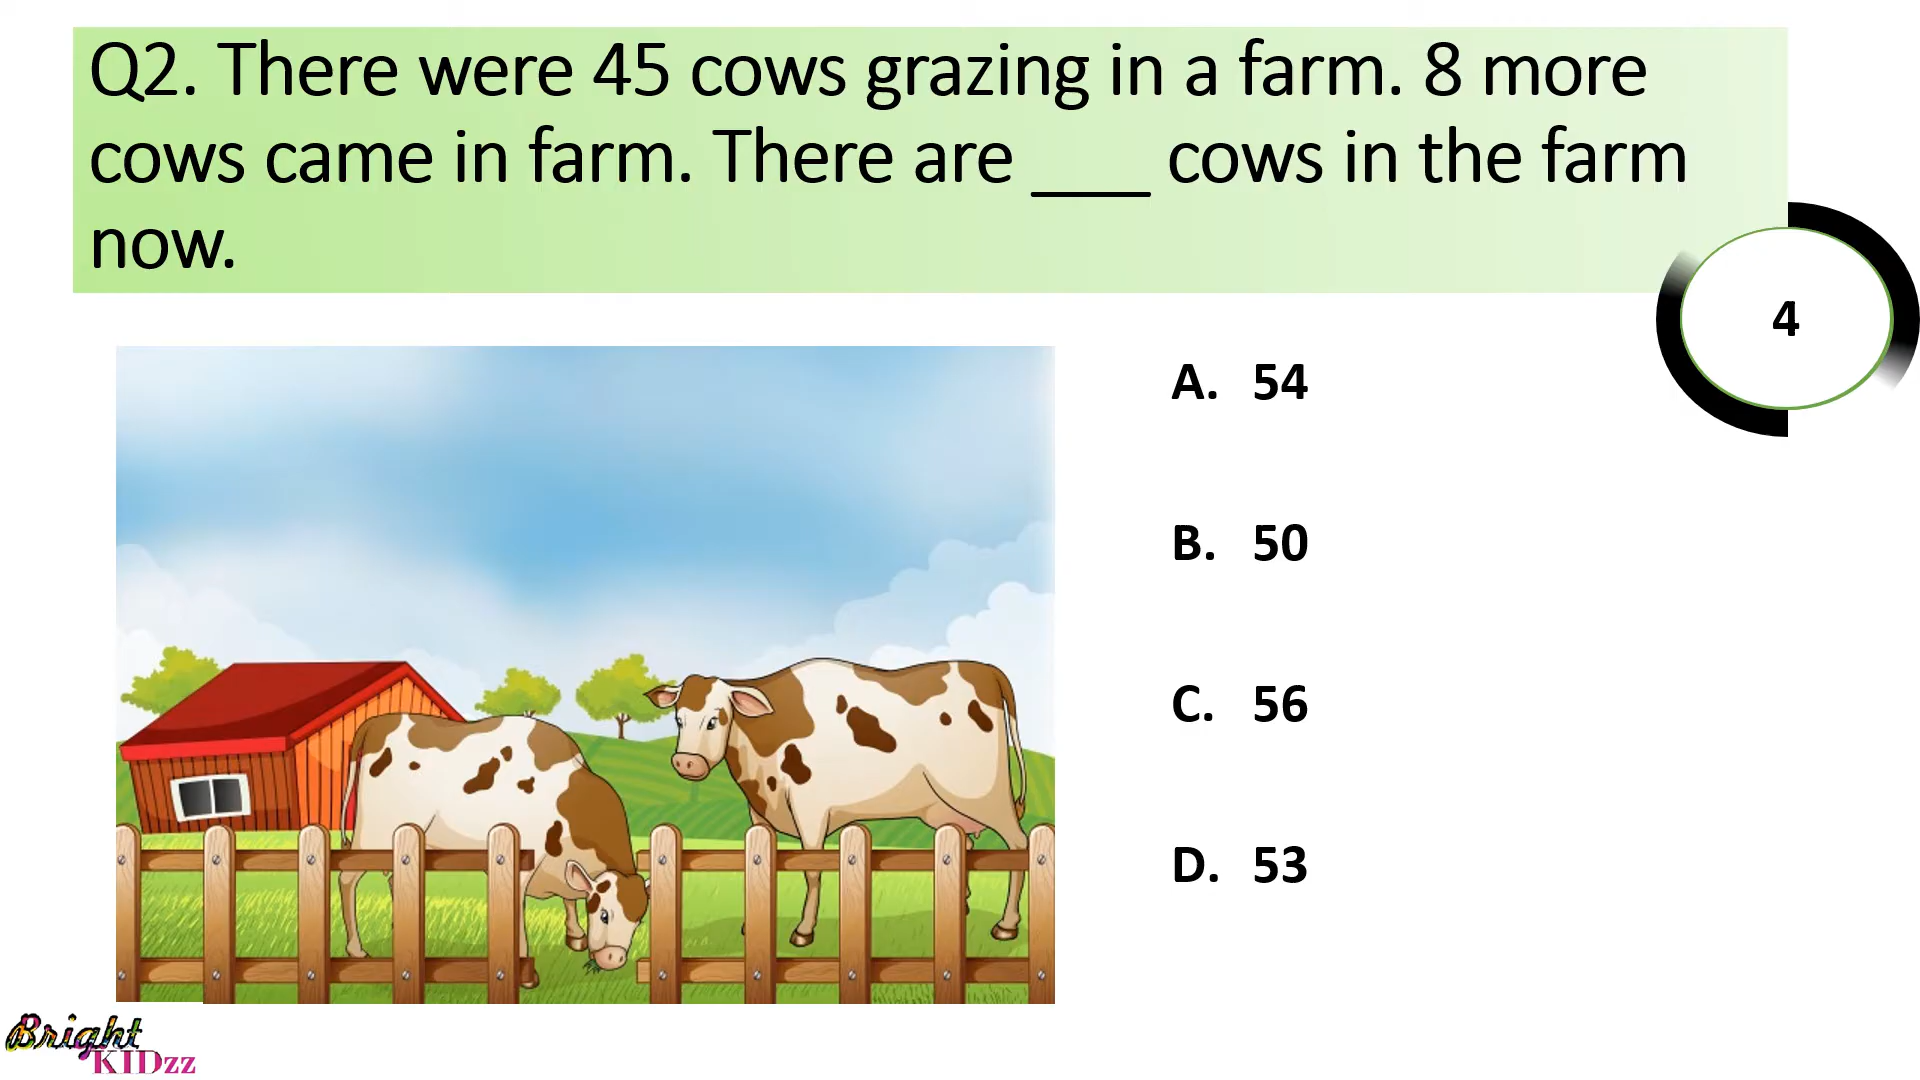 Q2. There were 45 cows grazing in a farm. 8 more
cows came in farm. There are ___ cows in the farm
now.
4
A. 54
B. 50
C. 56
D. 53
Bright
KIDzz